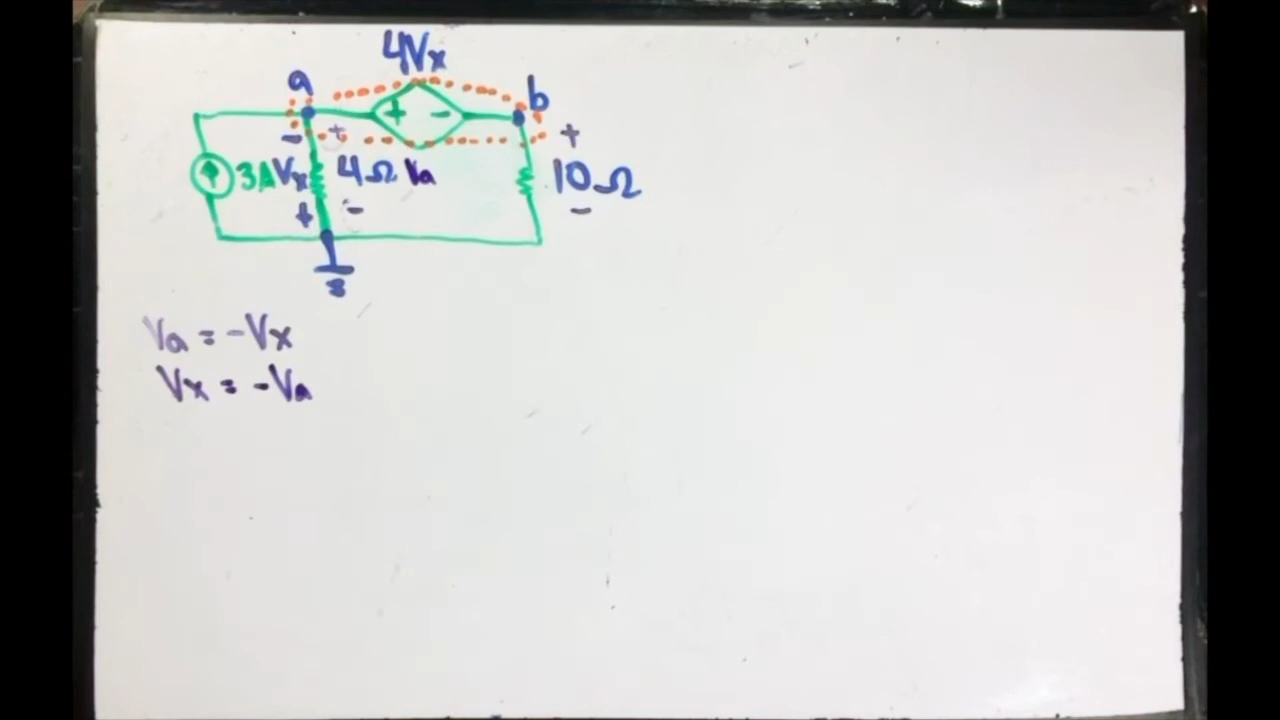 4Vx
a
b
+ -
- + +
3A Vx 4Ω Va 10Ω
+ - -
Va = -Vx
Vx = -Va